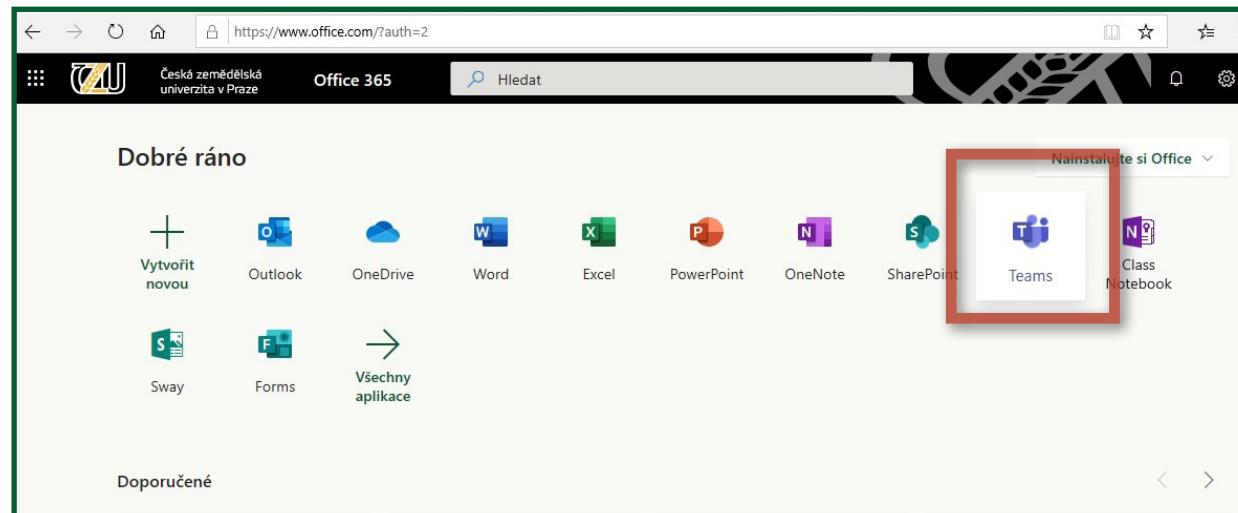 https://www.office.com/?auth=2
ČZU
Česká zemědělská
univerzita v Praze
Office 365
Hledat
Dobré ráno
Nainstalujte si Office
Vytvořit
novou
Outlook
OneDrive
Word
Excel
PowerPoint
OneNote
SharePoint
Teams
Class
Notebook
Sway
Forms
Všechny
aplikace
Doporučené